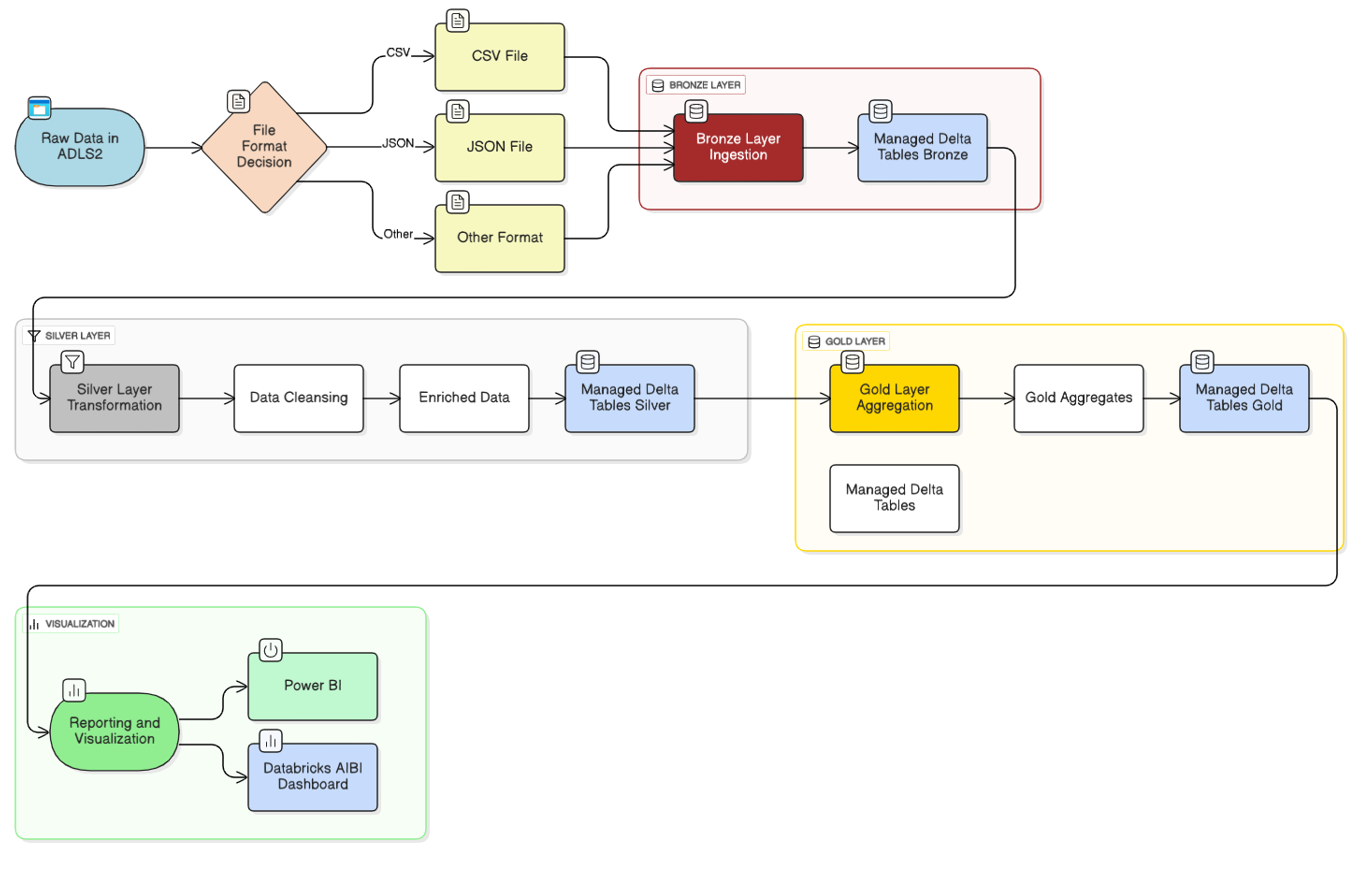 CSV
CSV File
BRONZE LAYER
Raw Data in
ADLS2
File
Format
Decision
JSON
JSON File
Bronze Layer
Ingestion
Managed Delta
Tables Bronze
Other
Other Format
SILVER LAYER
Silver Layer
Transformation
Data Cleansing
Enriched Data
Managed Delta
Tables Silver
GOLD LAYER
Gold Layer
Aggregation
Gold Aggregates
Managed Delta
Tables Gold
Managed Delta
Tables
VISUALIZATION
Reporting and
Visualization
Power BI
Databricks AIBI
Dashboard